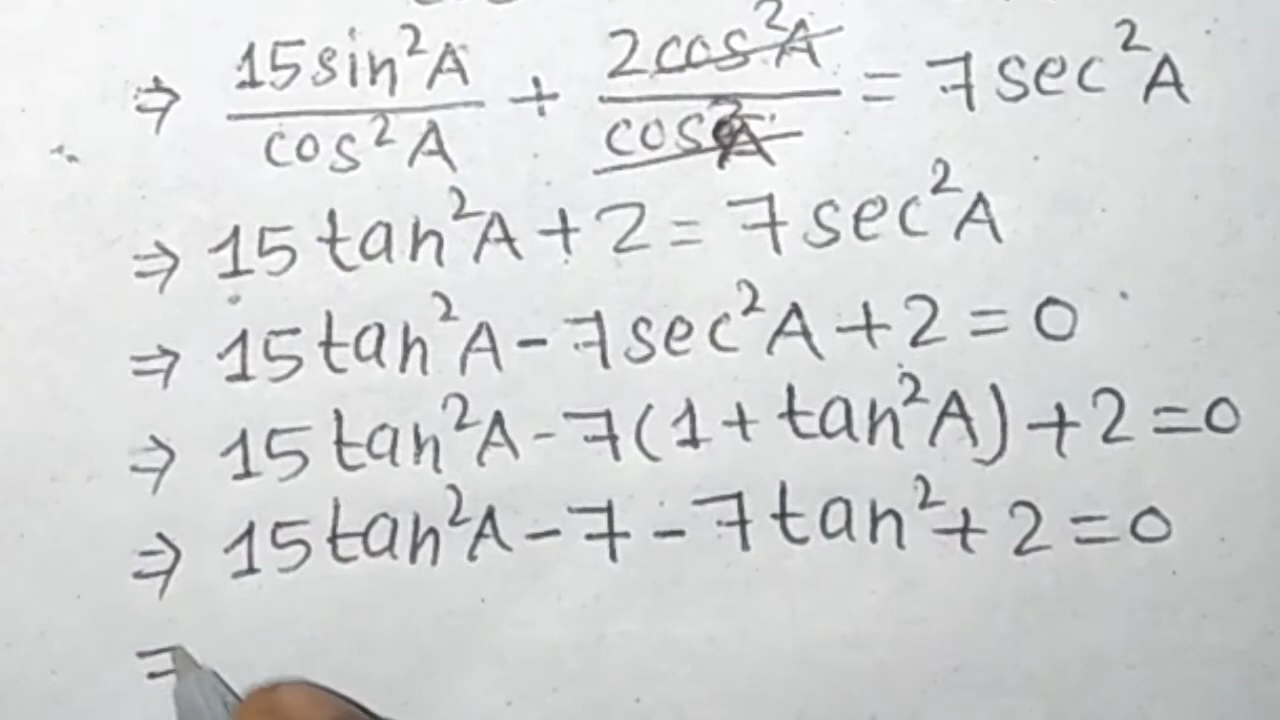 ⇒ 15sin²A/cos²A + 2cos²A/cos²A = 7sec²A
⇒ 15tan²A + 2 = 7sec²A
⇒ 15tan²A - 7sec²A + 2 = 0
⇒ 15tan²A - 7(1 + tan²A) + 2 = 0
⇒ 15tan²A - 7 - 7tan² + 2 = 0
=